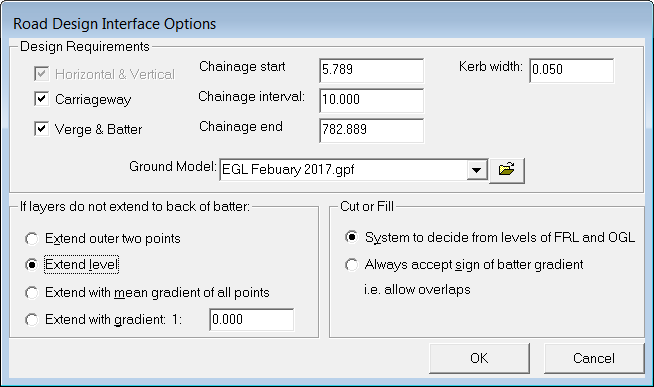 Road Design Interface Options
Design Requirements
Horizontal & Vertical
Chainage start
5.789
Kerb width:
0.050
Carriageway
Chainage interval:
10.000
Verge & Batter
Chainage end
782.889
Ground Model:
EGL Febuary 2017.gpf
If layers do not extend to back of batter:
Extend outer two points
Extend level
Extend with mean gradient of all points
Extend with gradient: 1:
0.000
Cut or Fill
System to decide from levels of FRL and OGL
Always accept sign of batter gradient
i.e. allow overlaps
OK
Cancel